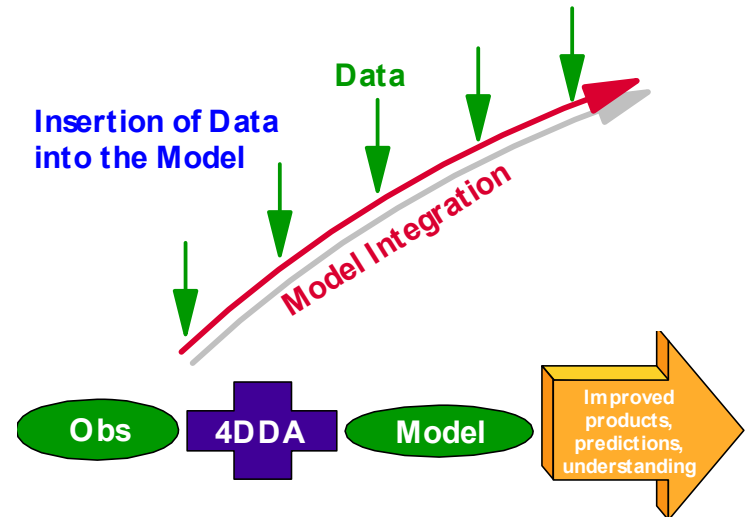 Data
Insertion of Data
into the Model
Model Integration
Obs
4DDA
Model
Improved
products,
predictions,
understanding